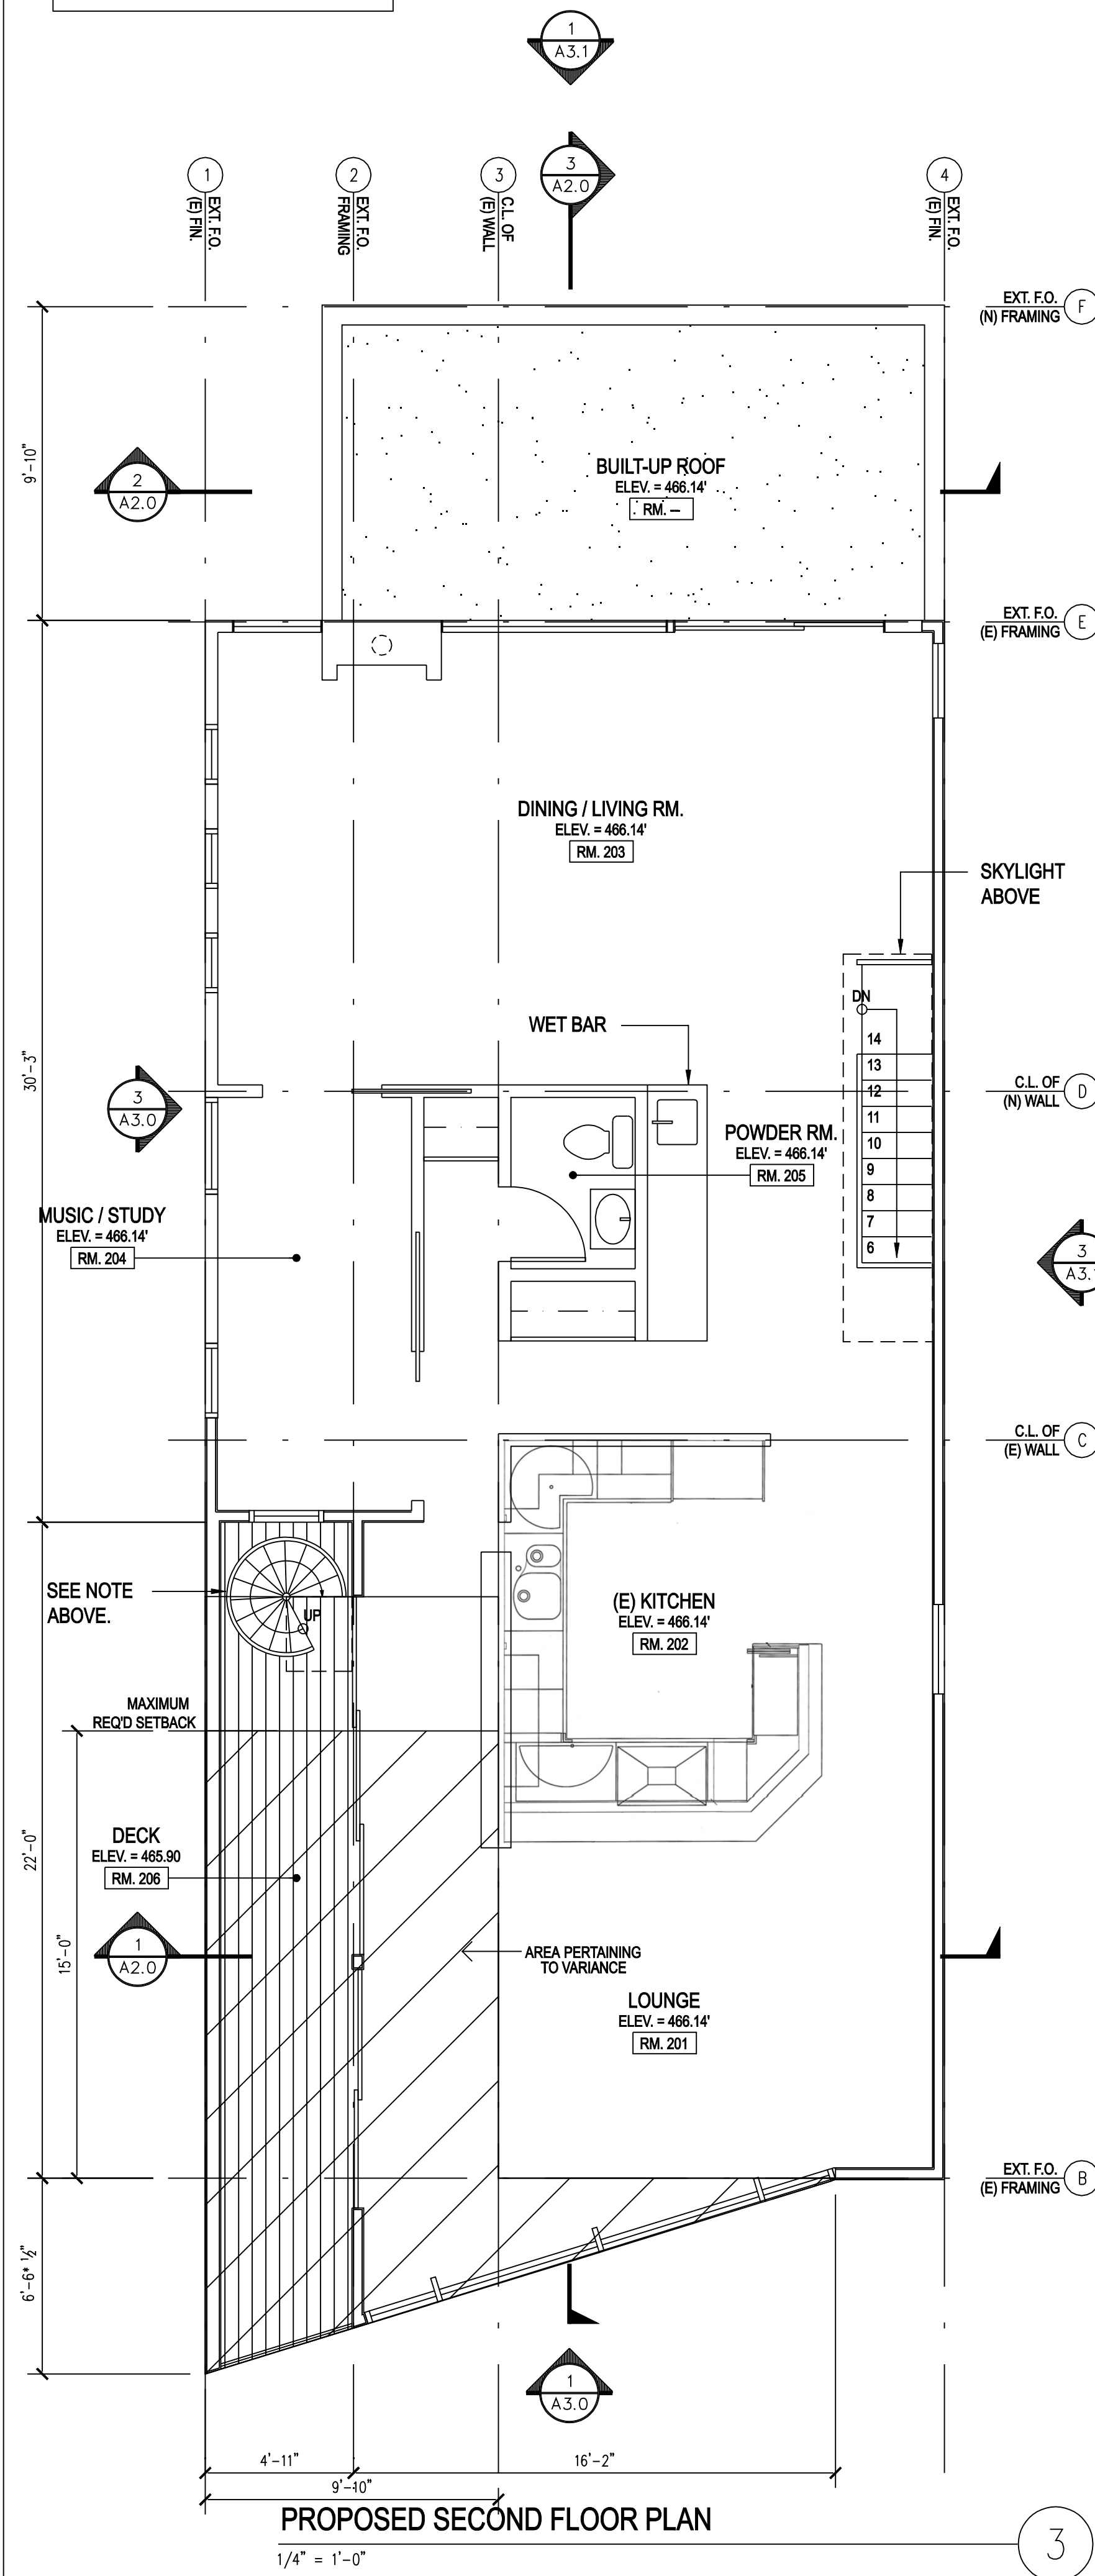 1
A3.1
3
A2.0
1
EXT. F.O.
(E) FIN.
2
EXT. F.O.
FRAMING
3
C.L. OF
(E) WALL
4
EXT. F.O.
(E) FIN.
EXT. F.O.
(N) FRAMING
F
9'-10"
BUILT-UP ROOF
ELEV. = 466.14'
RM. –
2
A2.0
EXT. F.O.
(E) FRAMING
E
DINING / LIVING RM.
ELEV. = 466.14'
RM. 203
SKYLIGHT
ABOVE
DN
14
13
12
11
10
9
8
7
6
WET BAR
30'-3"
C.L. OF
(N) WALL
D
3
A3.0
POWDER RM.
ELEV. = 466.14'
RM. 205
MUSIC / STUDY
ELEV. = 466.14'
RM. 204
3
C.L. OF
(E) WALL
C
SEE NOTE
ABOVE.
UP
(E) KITCHEN
ELEV. = 466.14'
RM. 202
MAXIMUM
REQ'D SETBACK
DECK
ELEV. = 465.90
RM. 206
22'-0"
15'-0"
1
A2.0
AREA PERTAINING
TO VARIANCE
LOUNGE
ELEV. = 466.14'
RM. 201
EXT. F.O.
(E) FRAMING
B
6'-6* ½"
1
A3.0
4'-11"
16'-2"
9'-10"
PROPOSED SECOND FLOOR PLAN
1/4" = 1'-0"
3